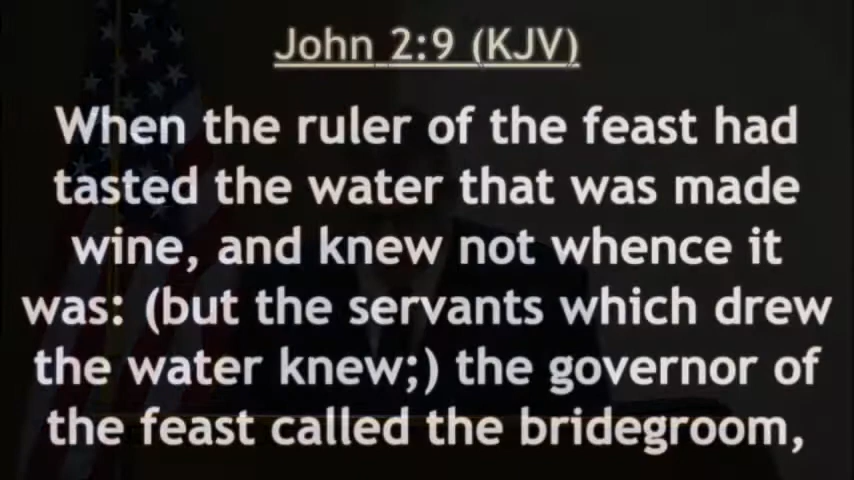 John 2:9 (KJV)
When the ruler of the feast had
tasted the water that was made
wine, and knew not whence it
was: (but the servants which drew
the water knew;) the governor of
the feast called the bridegroom,